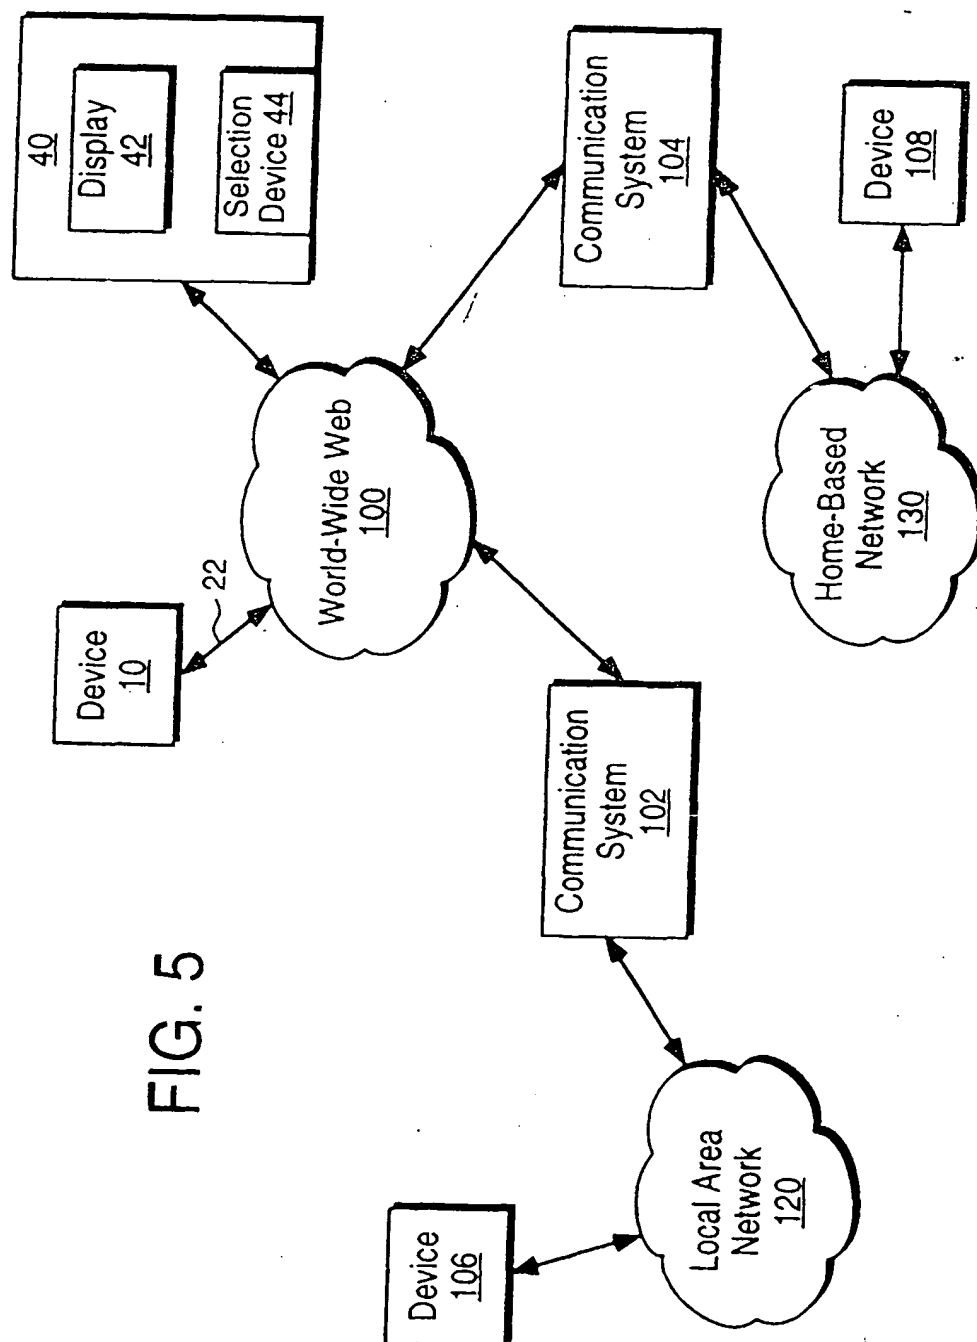 FIG. 5
40
Display
42
Selection
Device 44
Device
10
22
World-Wide Web
100
Communication
System
104
Communication
System
102
Device
106
Local Area
Network
120
Home-Based
Network
130
Device
108